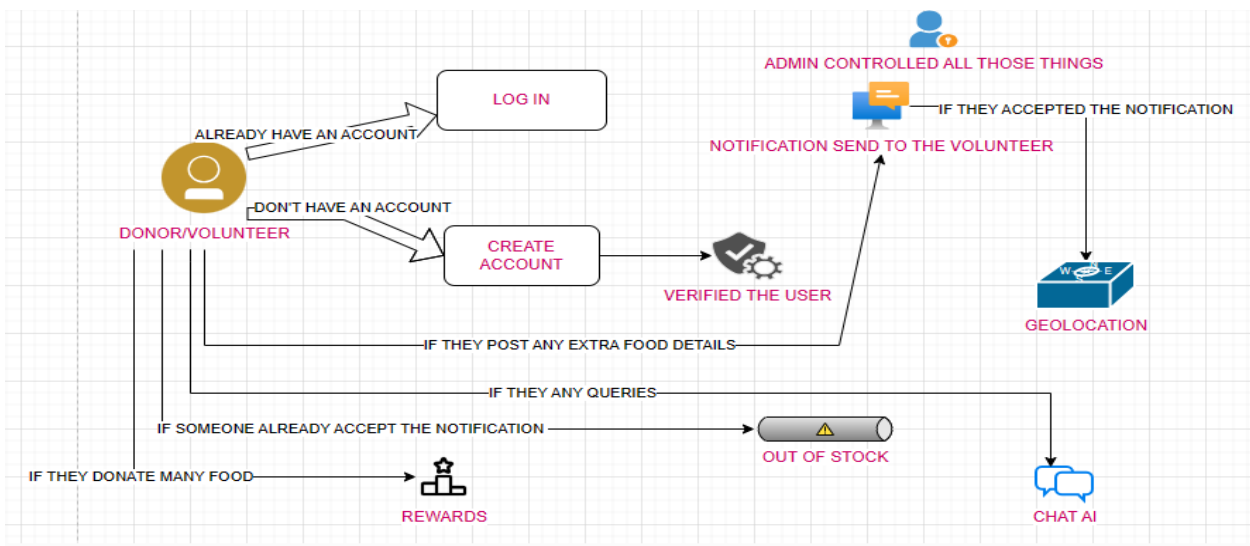 ADMIN CONTROLLED ALL THOSE THINGS
LOG IN
IF THEY ACCEPTED THE NOTIFICATION
ALREADY HAVE AN ACCOUNT
NOTIFICATION SEND TO THE VOLUNTEER
DON'T HAVE AN ACCOUNT
DONOR/VOLUNTEER
CREATE
ACCOUNT
W N E
VERIFIED THE USER
GEOLOCATION
IF THEY POST ANY EXTRA FOOD DETAILS
IF THEY ANY QUERIES
IF SOMEONE ALREADY ACCEPT THE NOTIFICATION
OUT OF STOCK
IF THEY DONATE MANY FOOD
REWARDS
CHAT AI